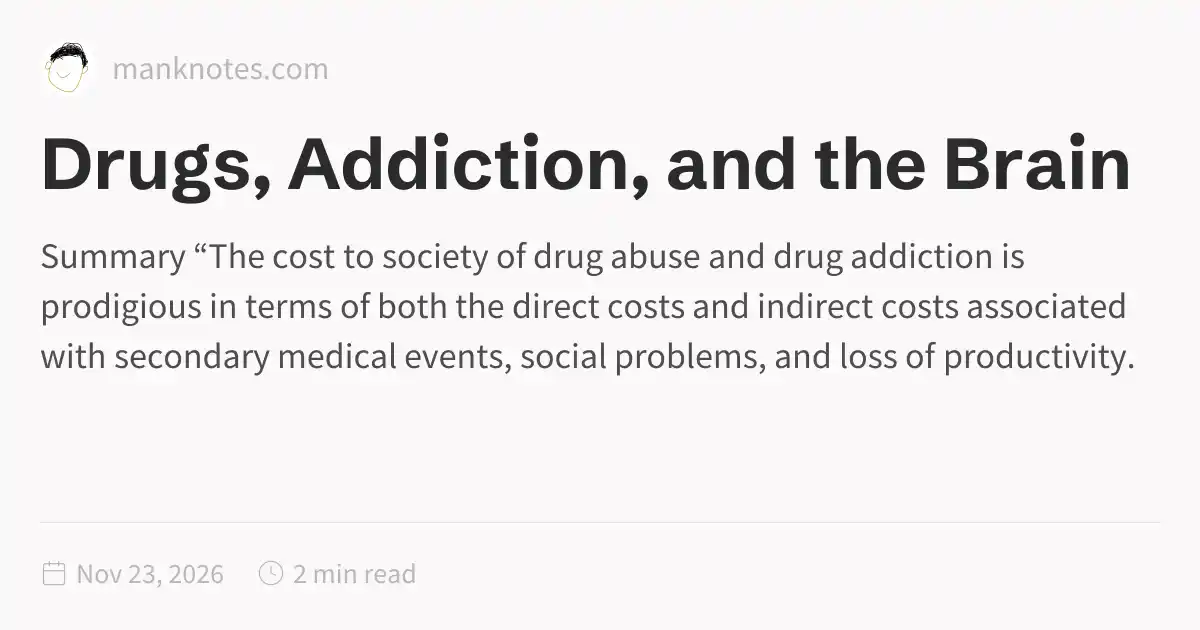 manknotes.com
Drugs, Addiction, and the Brain
Summary “The cost to society of drug abuse and drug addiction is
prodigious in terms of both the direct costs and indirect costs associated
with secondary medical events, social problems, and loss of productivity.
Nov 23, 2026 2 min read